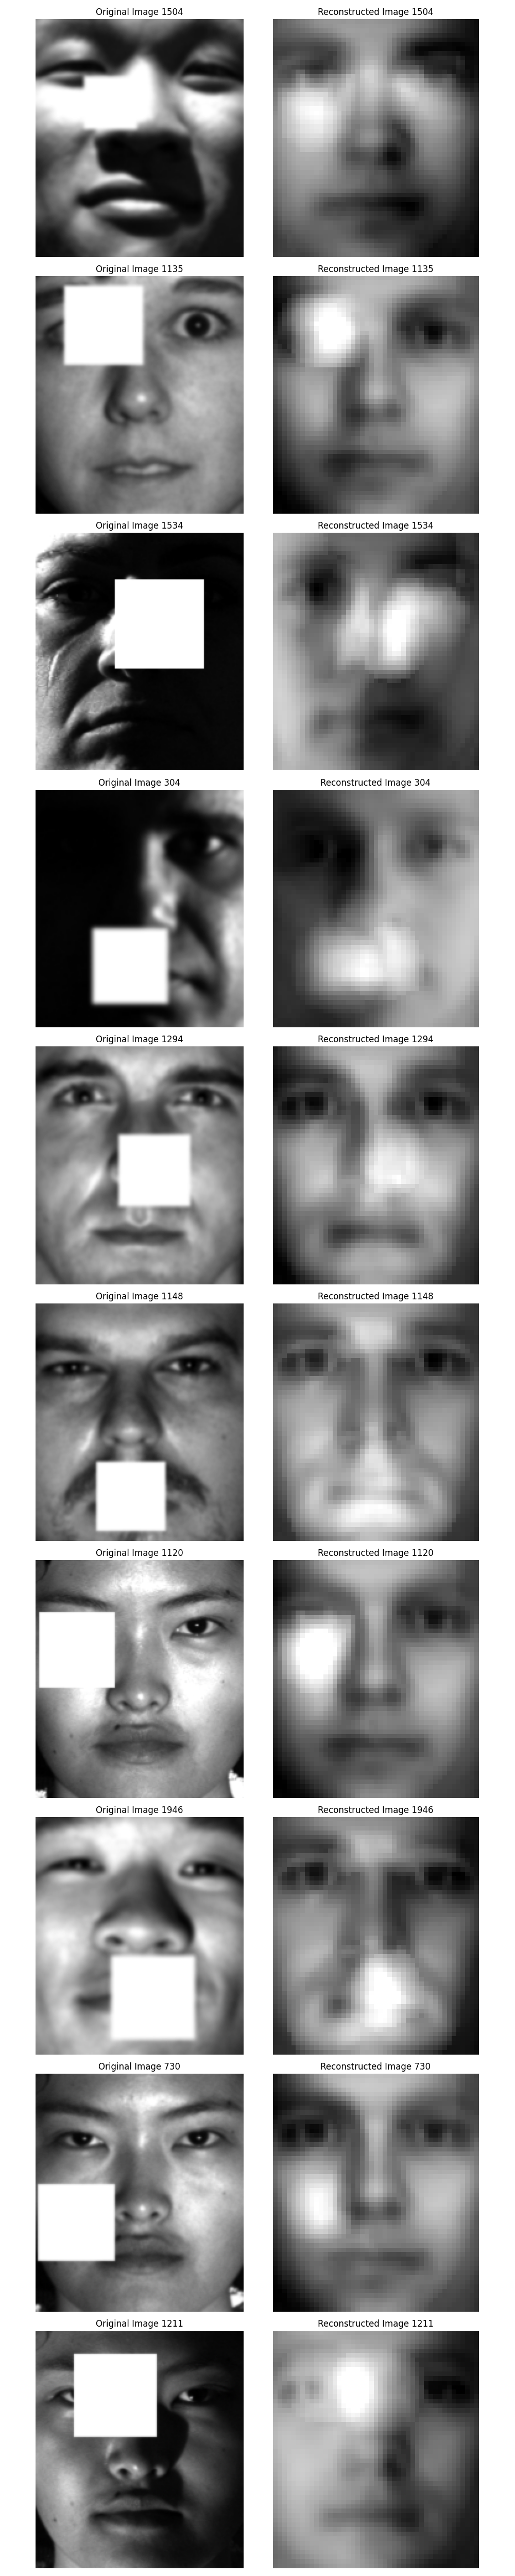 Original Image 1504
Reconstructed Image 1504
Original Image 1135
Reconstructed Image 1135
Original Image 1534
Reconstructed Image 1534
Original Image 304
Reconstructed Image 304
Original Image 1294
Reconstructed Image 1294
Original Image 1148
Reconstructed Image 1148
Original Image 1120
Reconstructed Image 1120
Original Image 1946
Reconstructed Image 1946
Original Image 730
Reconstructed Image 730
Original Image 1211
Reconstructed Image 1211